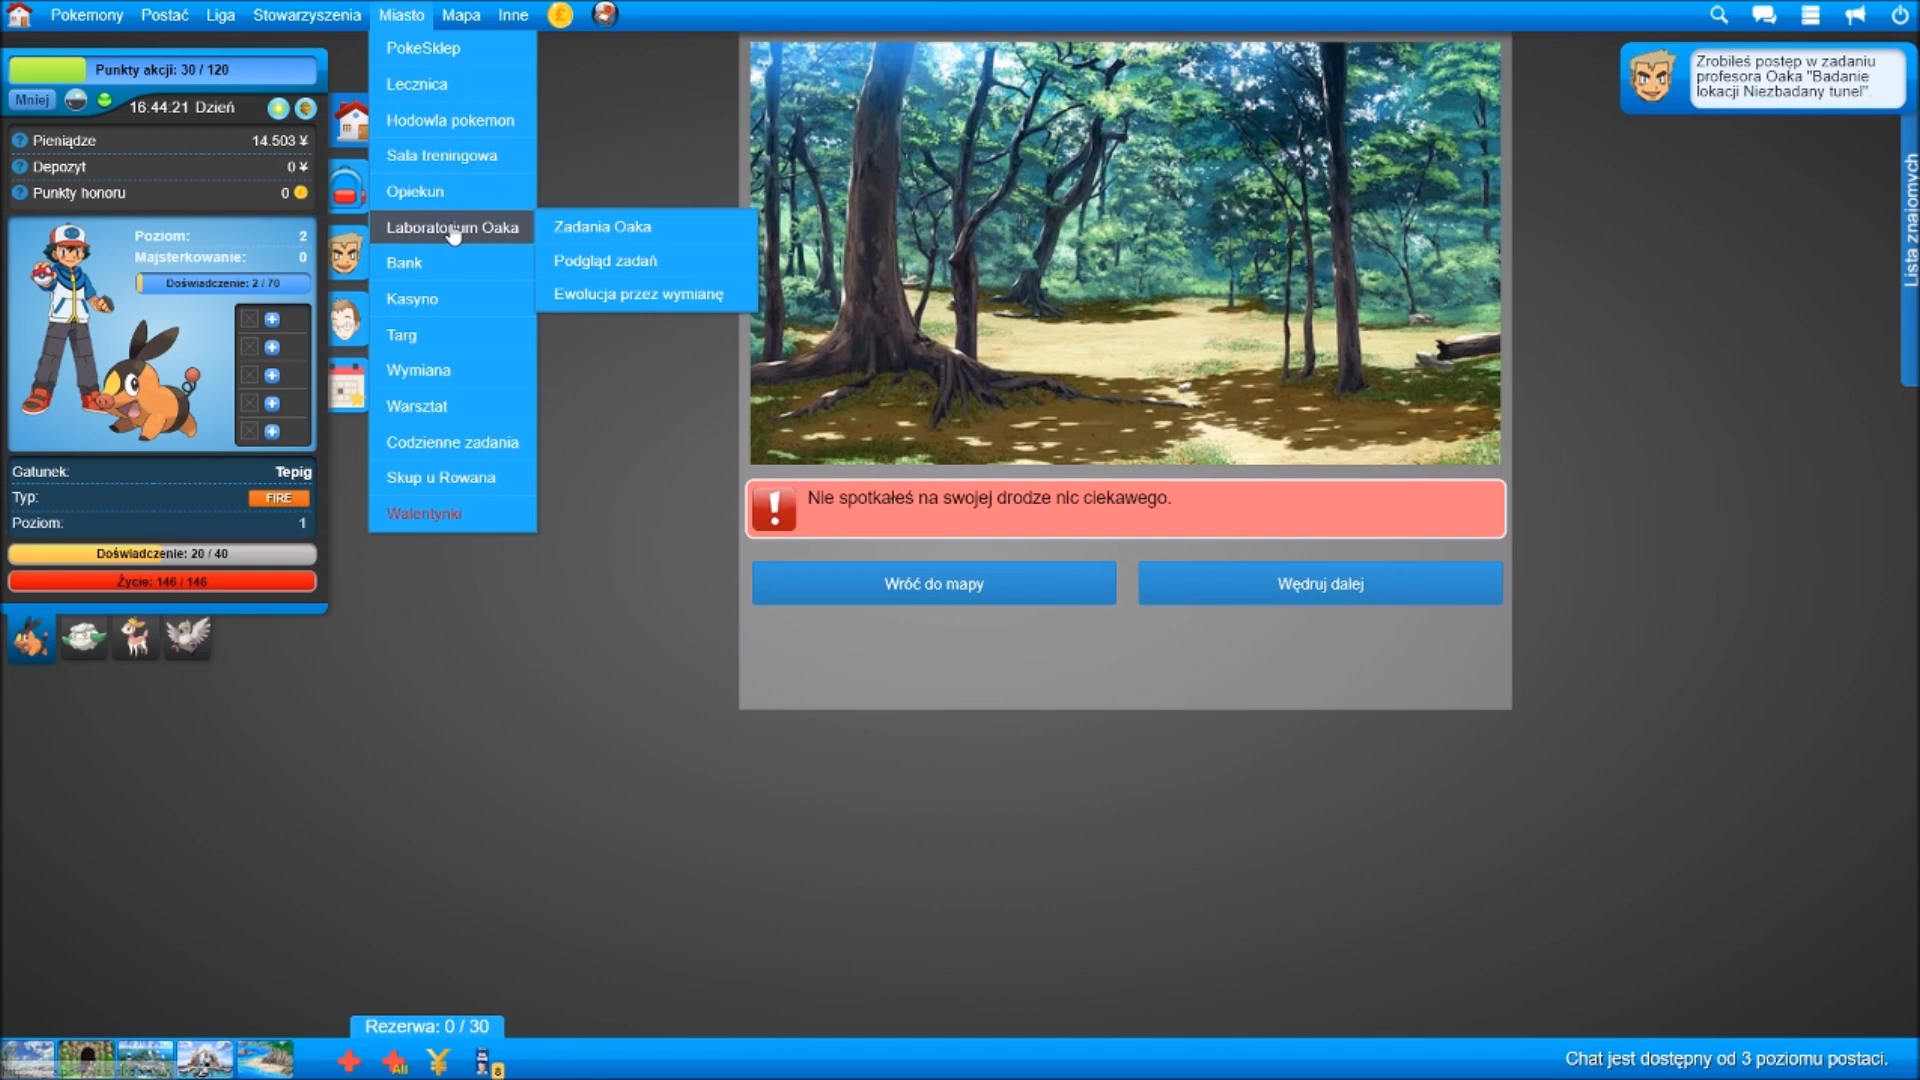 Pokemony Postać Liga Stowarzyszenia Miasto Mapa Inne
Punkty akcji: 30 / 120
Mniej
16:44:21 Dzień
Pieniądze 14.503 ¥
Depozyt 0 ¥
Punkty honoru 0
Poziom: 2
Majsterkowanie: 0
Doświadczenie: 2 / 70
Gatunek: Tepig
Typ: FIRE
Poziom: 1
Doświadczenie: 20 / 40
Życie: 146 / 146
PokeSklep
Lecznica
Hodowla pokemon
Sala treningowa
Opiekun
Laboratorium Oaka
Bank
Kasyno
Targ
Wymiana
Warsztat
Codzienne zadania
Skup u Rowana
Walentynki
Zadania Oaka
Podgląd zadań
Ewolucja przez wymianę
Nie spotkałeś na swojej drodze nic ciekawego.
Wróć do mapy
Wędruj dalej
Zrobiłeś postęp w zadaniu
profesora Oaka "Badanie
lokacji Niezbadany tunel".
Lista znajomych
Rezerwa: 0 / 30
All
8
Chat jest dostępny od 3 poziomu postaci.